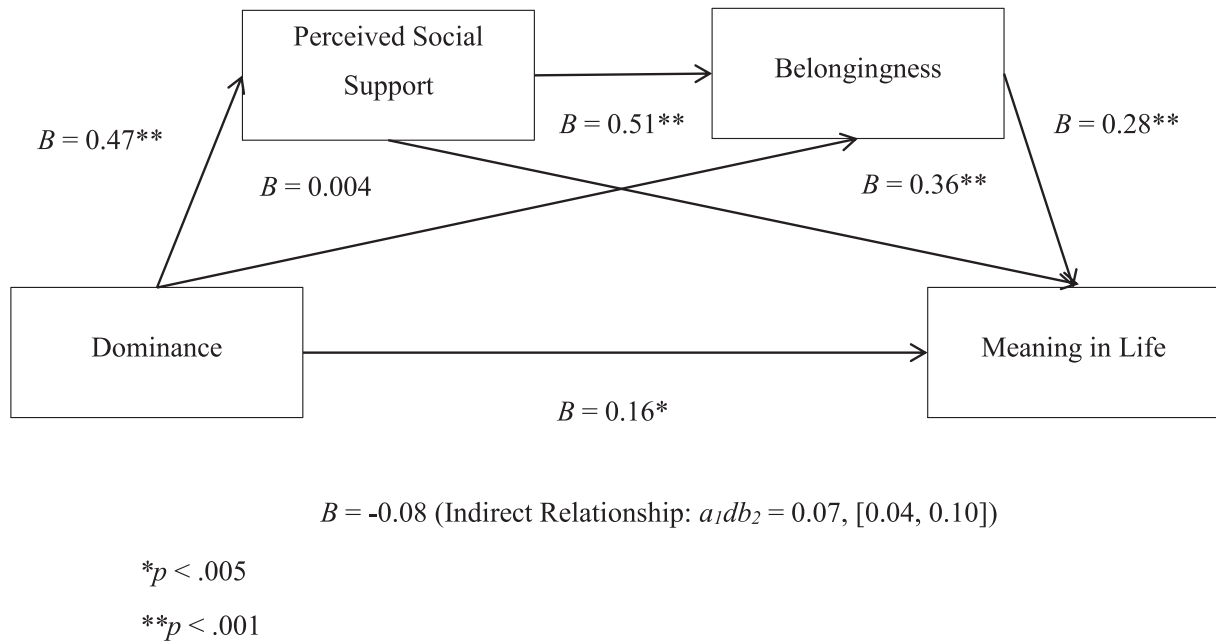 Perceived Social
Support
Belongingness
B = 0.47**
B = 0.51**
B = 0.28**
B = 0.004
B = 0.36**
Dominance
Meaning in Life
B = 0.16*
B = -0.08 (Indirect Relationship: a₁db₂ = 0.07, [0.04, 0.10])
*p < .005
**p < .001